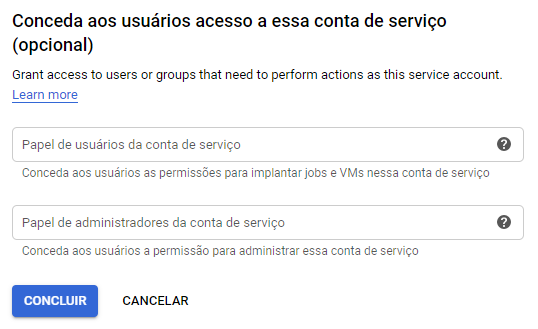 Conceda aos usuários acesso a essa conta de serviço
(opcional)
Grant access to users or groups that need to perform actions as this service account.
Learn more
Papel de usuários da conta de serviço
Conceda aos usuários as permissões para implantar jobs e VMs nessa conta de serviço
Papel de administradores da conta de serviço
Conceda aos usuários a permissão para administrar essa conta de serviço
CONCLUIR CANCELAR